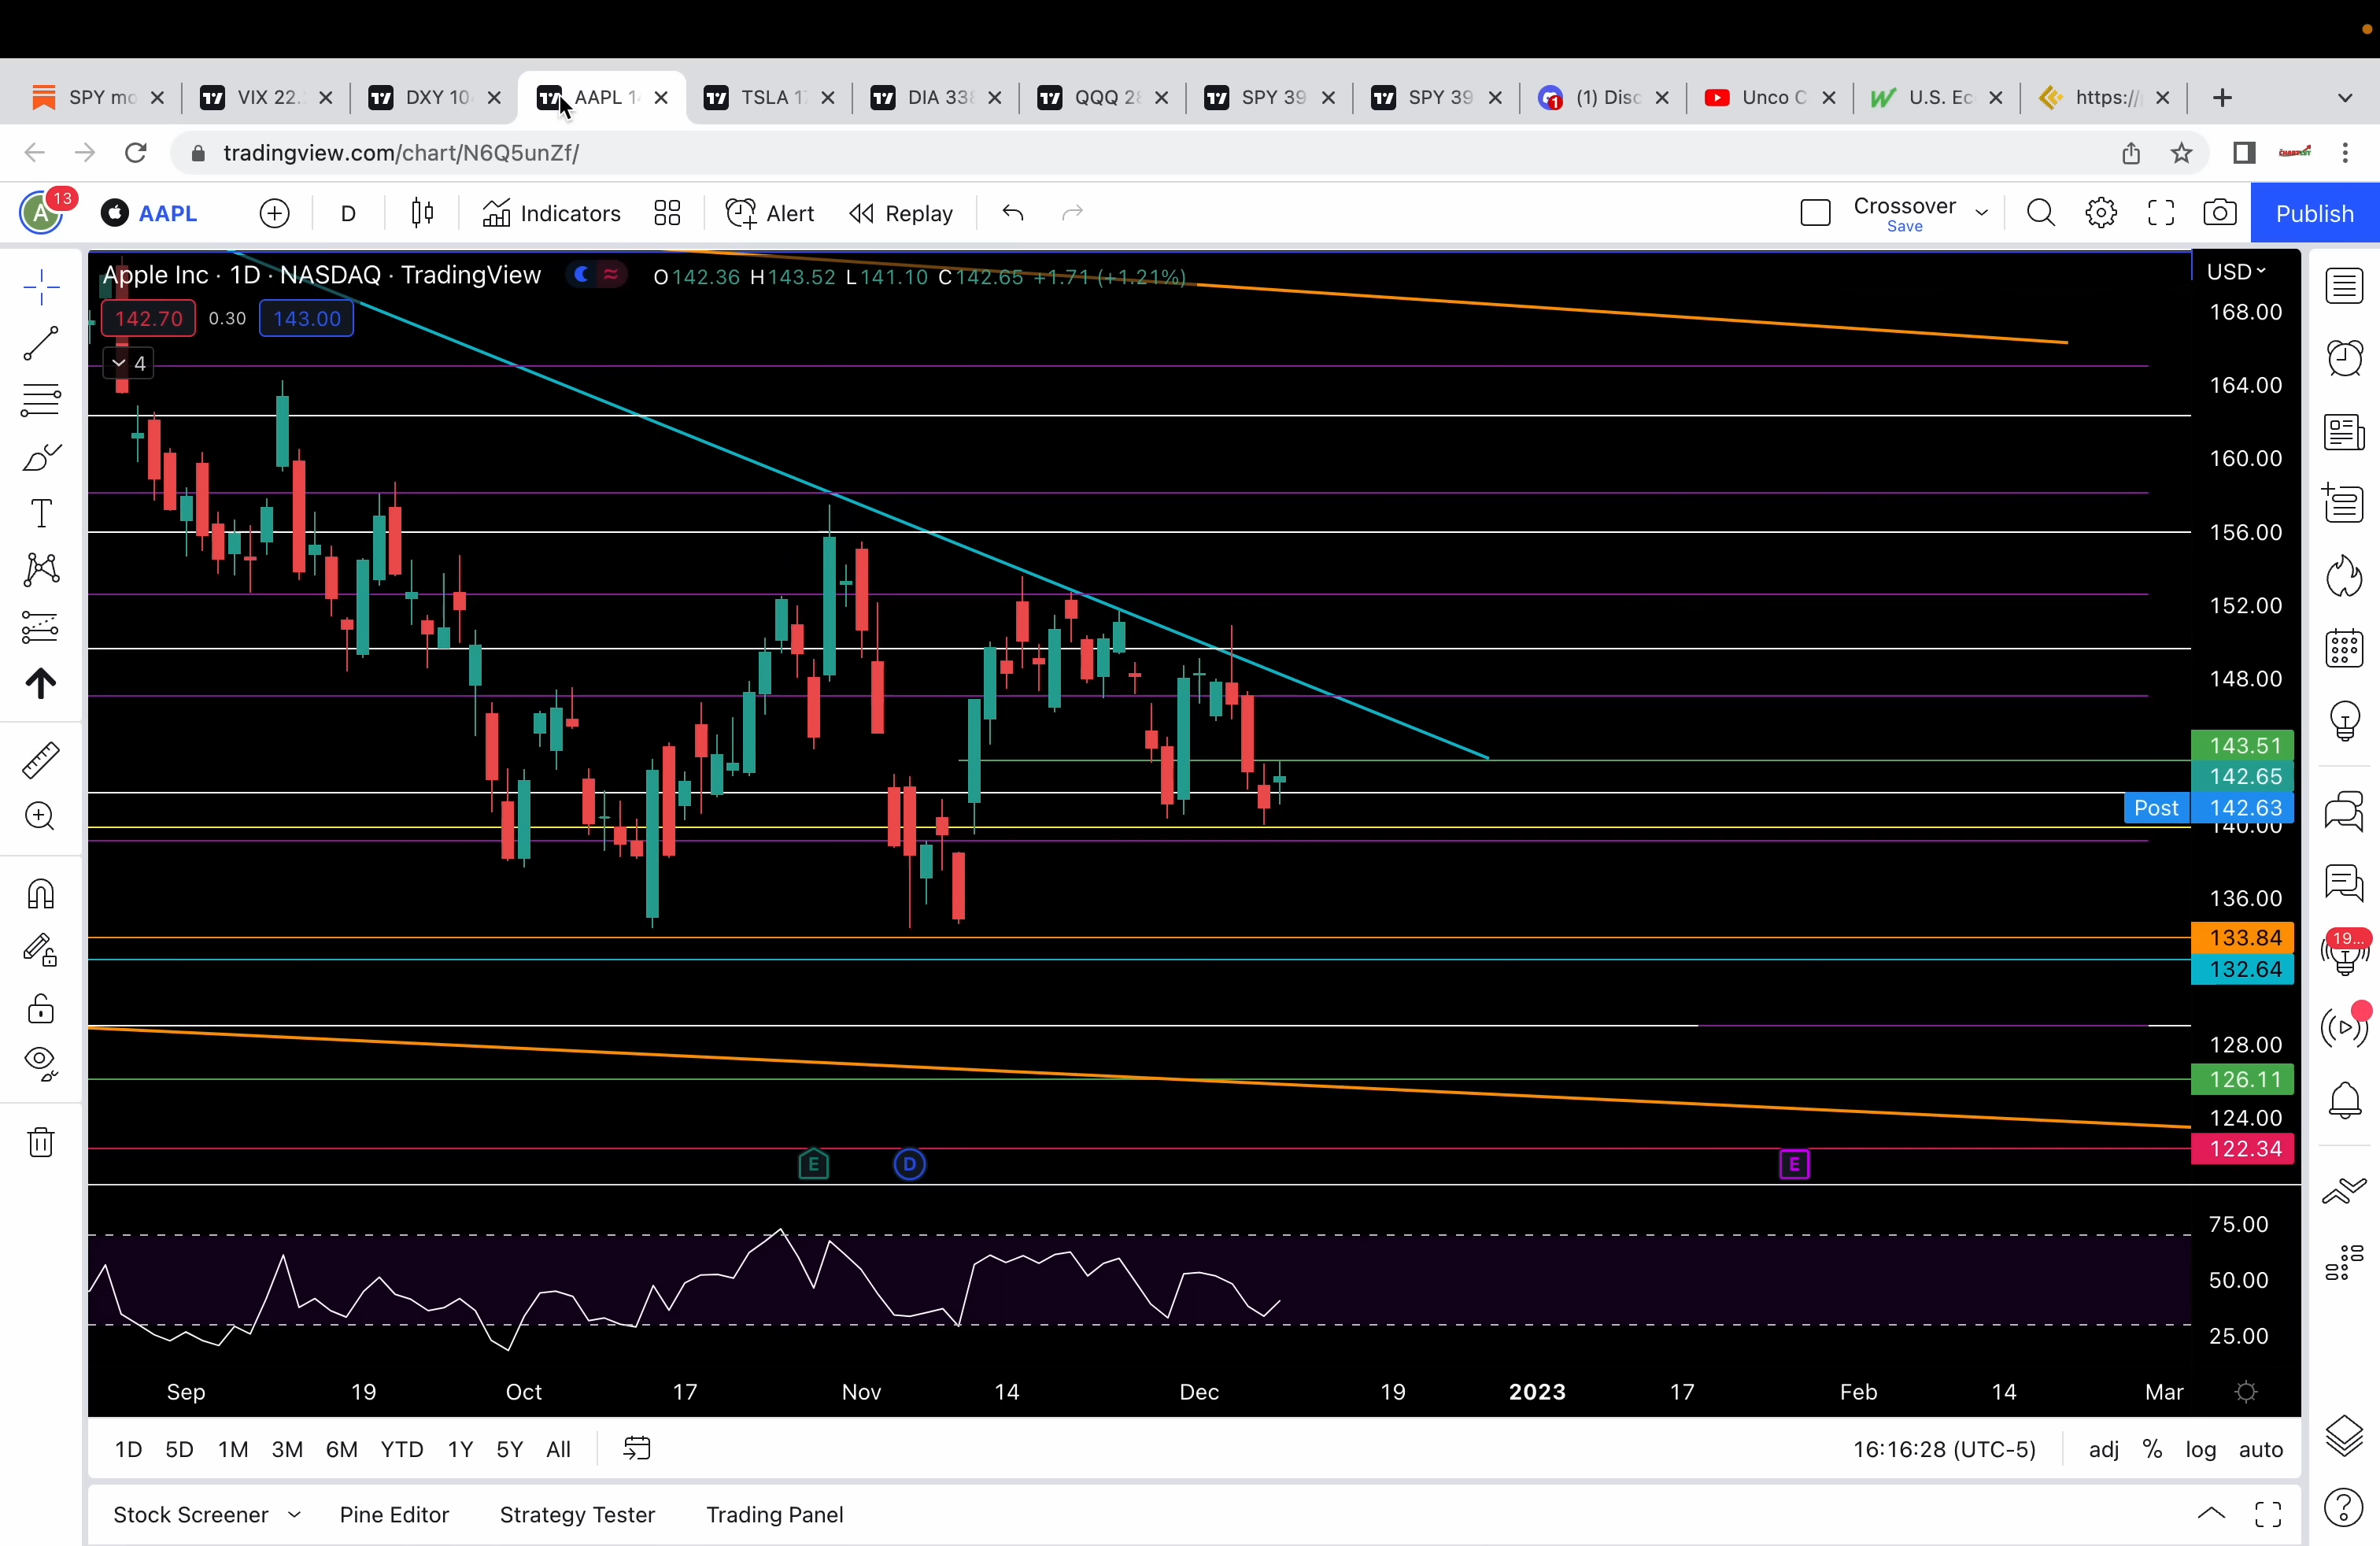 SPY mo
VIX 22.
DXY 10
AAPL 1
TSLA 1
DIA 33
QQQ 2
SPY 39
SPY 39
(1) Disc
Unco C
U.S. Ec
https://
tradingview.com/chart/N6Q5unZf/
A 13 AAPL D Indicators Alert Replay Crossover Publish
Save
Apple Inc · 1D · NASDAQ · TradingView O142.36 H143.52 L141.10 C142.65 +1.71 (+1.21%) USD
142.70 0.30 143.00
168.00
4
164.00
160.00
156.00
152.00
148.00
143.51
142.65
Post 142.63
140.00
136.00
133.84
19...
132.64
128.00
126.11
124.00
122.34
E D E
75.00
50.00
25.00
Sep 19 Oct 17 Nov 14 Dec 19 2023 17 Feb 14 Mar
1D 5D 1M 3M 6M YTD 1Y 5Y All 16:16:28 (UTC-5) adj % log auto
Stock Screener Pine Editor Strategy Tester Trading Panel